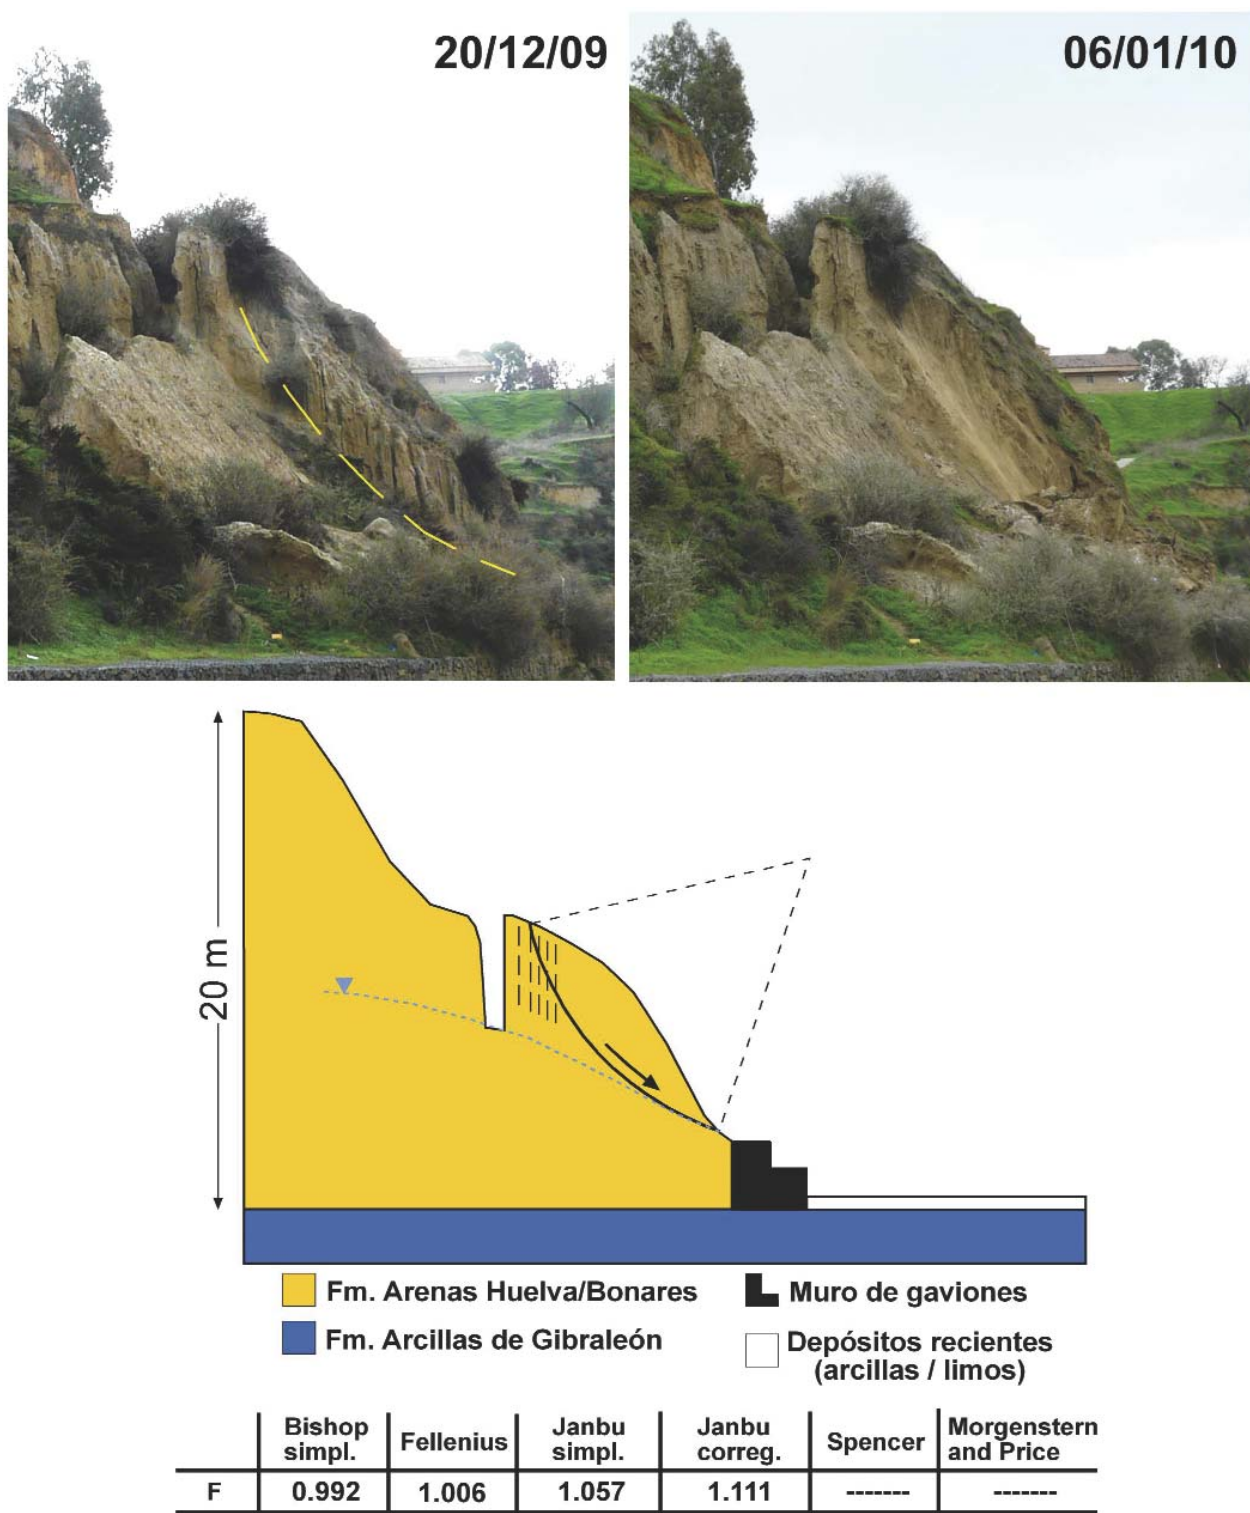 20/12/09
06/01/10
20 m
Fm. Arenas Huelva/Bonares
Muro de gaviones
Fm. Arcillas de Gibraleón
Depósitos recientes
(arcillas / limos)
Bishop simpl. Fellenius Janbu simpl. Janbu correg. Spencer Morgenstern and Price
F 0.992 1.006 1.057 1.111 ------- -------